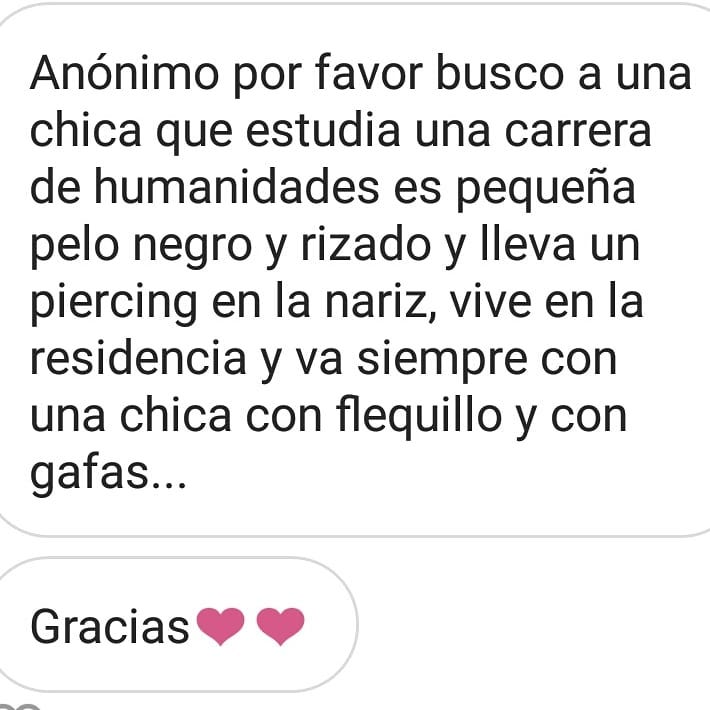 Anónimo por favor busco a una
chica que estudia una carrera
de humanidades es pequeña
pelo negro y rizado y lleva un
piercing en la nariz, vive en la
residencia y va siempre con
una chica con flequillo y con
gafas...
Gracias💕